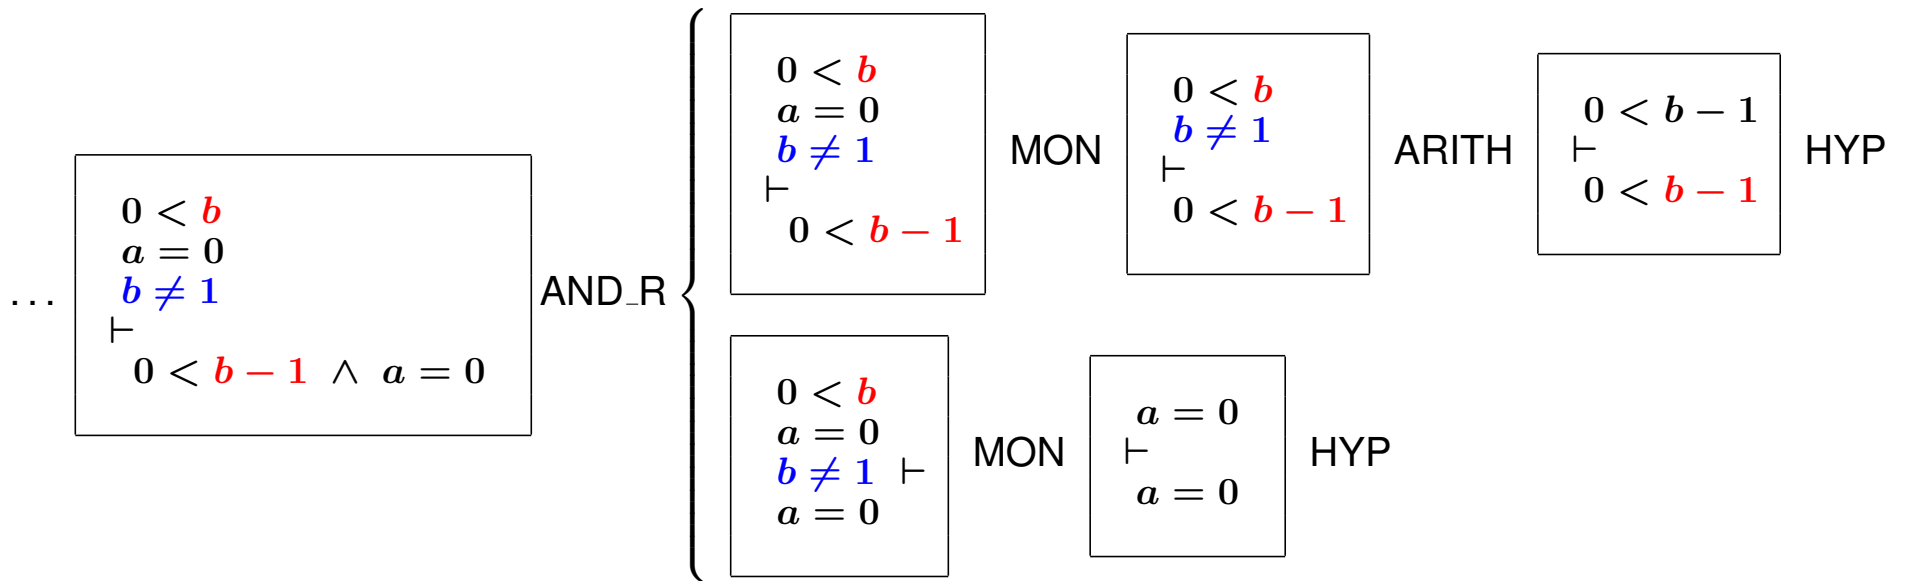 ...
0 < b
a = 0
b ≠ 1
⊢
0 < b − 1 ∧ a = 0
AND_R
0 < b
a = 0
b ≠ 1
⊢
0 < b − 1
MON
0 < b
b ≠ 1
⊢
0 < b − 1
ARITH
0 < b − 1
⊢
0 < b − 1
HYP
0 < b
a = 0
b ≠ 1 ⊢
a = 0
MON
a = 0
⊢
a = 0
HYP